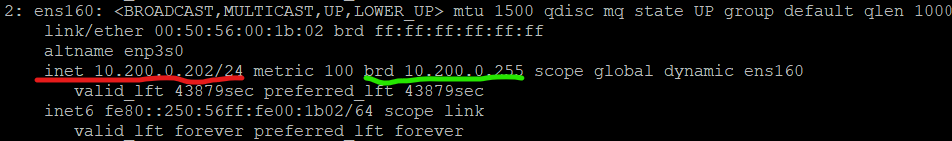 2: ens160: <BROADCAST,MULTICAST,UP,LOWER_UP> mtu 1500 qdisc mq state UP group default qlen 1000
link/ether 00:50:56:00:1b:02 brd ff:ff:ff:ff:ff:ff
altname enp3s0
inet 10.200.0.202/24 metric 100 brd 10.200.0.255 scope global dynamic ens160
valid_lft 43879sec preferred_lft 43879sec
inet6 fe80::250:56ff:fe00:1b02/64 scope link
valid_lft forever preferred_lft forever